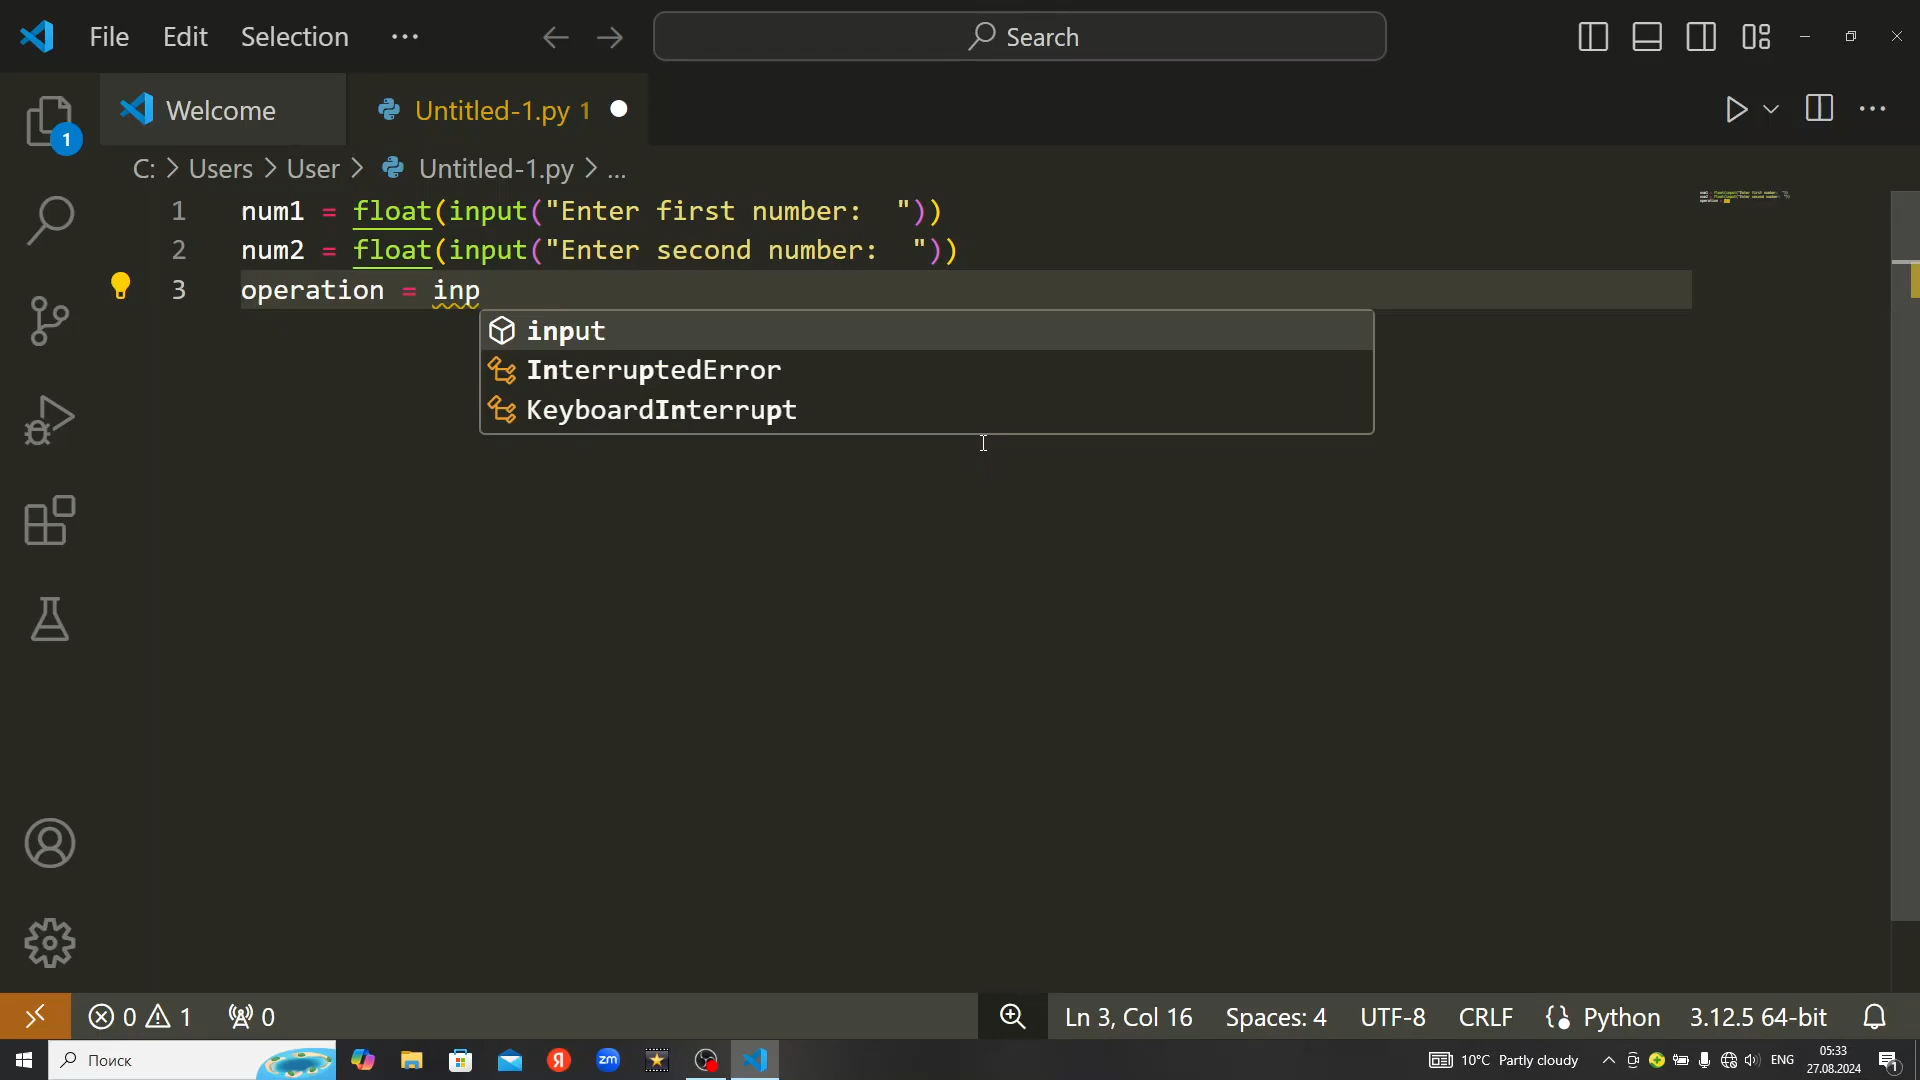 File Edit Selection ··· Search
Welcome Untitled-1.py 1
C: > Users > User > Untitled-1.py > ...
1 num1 = float(input("Enter first number:  "))
2 num2 = float(input("Enter second number:  "))
3 operation = inp
input
InterruptedError
KeyboardInterrupt
1
0 1 0 Ln 3, Col 16 Spaces: 4 UTF-8 CRLF Python 3.12.5 64-bit
Поиск Я zm 10°C Partly cloudy ENG 05:33
27.08.2024 1